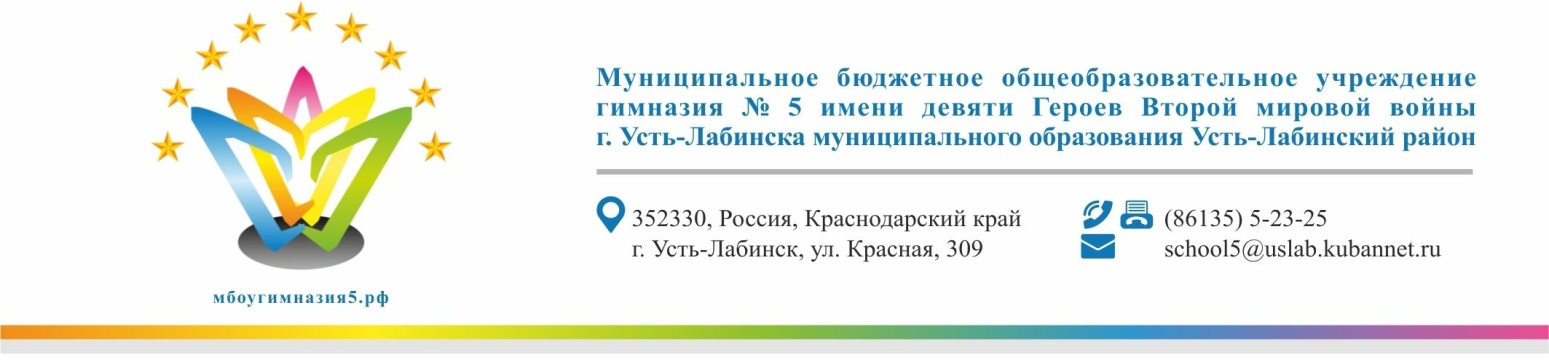 Муниципальное бюджетное общеобразовательное учреждение
гимназия № 5 имени девяти Героев Второй мировой войны
г. Усть-Лабинска муниципального образования Усть-Лабинский район
352330, Россия, Краснодарский край
г. Усть-Лабинск, ул. Красная, 309
(86135) 5-23-25
school5@uslab.kubannet.ru
мбоугимназия5.рф